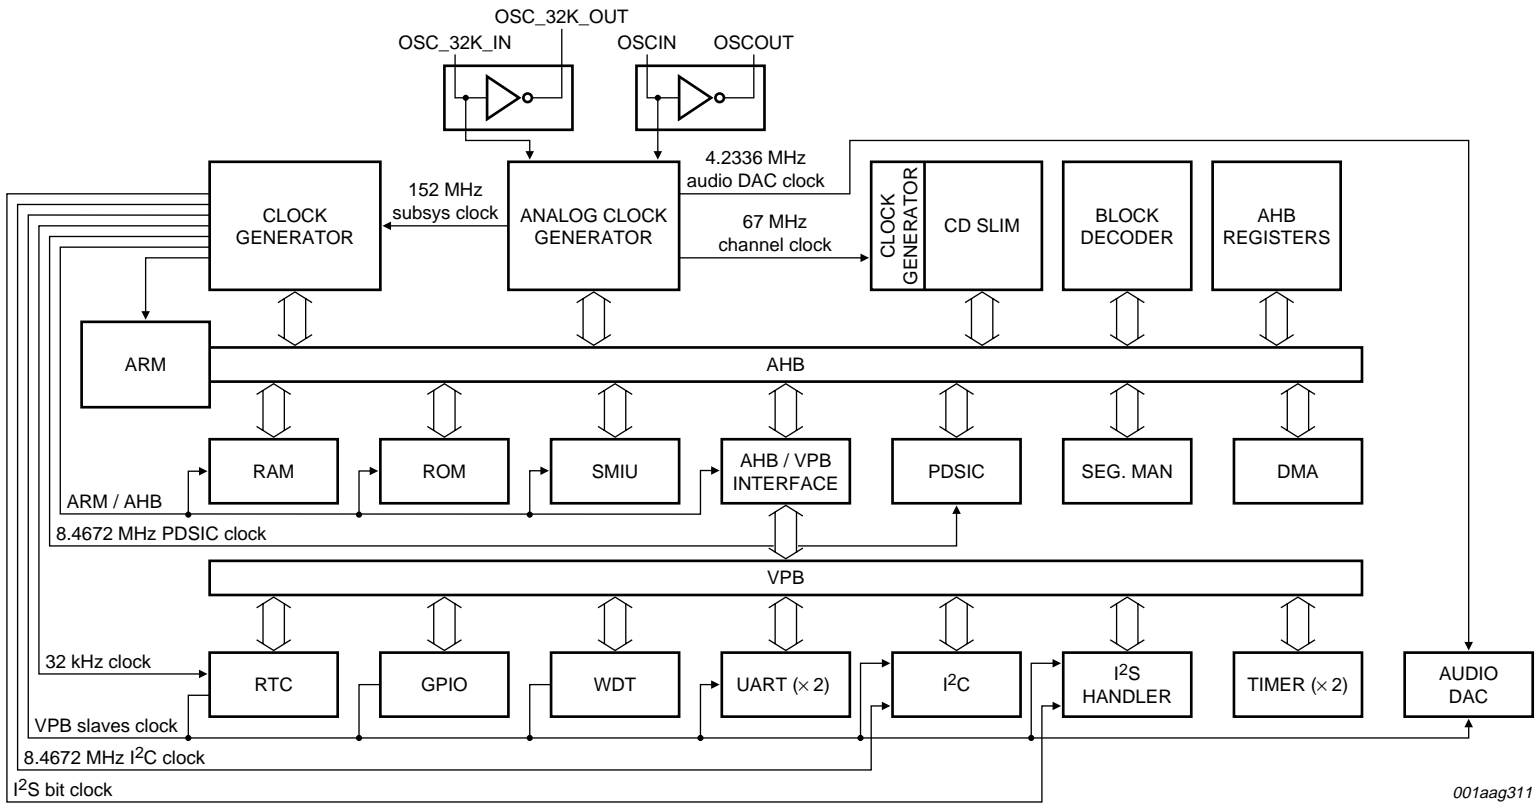 OSC_32K_OUT
OSC_32K_IN
OSCIN
OSCOUT
4.2336 MHz
audio DAC clock
152 MHz
subsys clock
67 MHz
channel clock
CLOCK
GENERATOR
ANALOG CLOCK
GENERATOR
CLOCK
GENERATOR
CD SLIM
BLOCK
DECODER
AHB
REGISTERS
ARM
AHB
RAM
ROM
SMIU
AHB / VPB
INTERFACE
PDSIC
SEG. MAN
DMA
ARM / AHB
8.4672 MHz PDSIC clock
VPB
32 kHz clock
RTC
GPIO
WDT
UART (× 2)
I²C
I²S
HANDLER
TIMER (× 2)
AUDIO
DAC
VPB slaves clock
8.4672 MHz I²C clock
I²S bit clock
001aag311